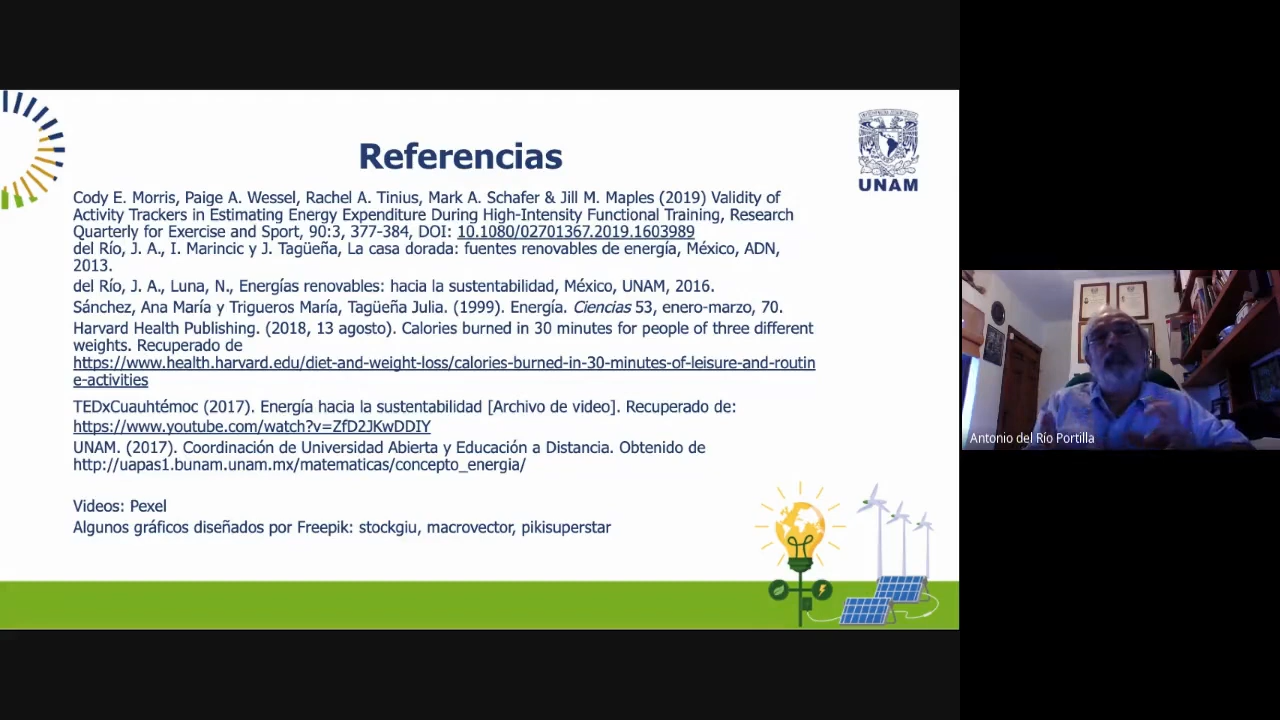 Referencias
UNAM
Cody E. Morris, Paige A. Wessel, Rachel A. Tinius, Mark A. Schafer & Jill M. Maples (2019) Validity of
Activity Trackers in Estimating Energy Expenditure During High-Intensity Functional Training, Research
Quarterly for Exercise and Sport, 90:3, 377-384, DOI: 10.1080/02701367.2019.1603989
del Río, J. A., I. Marincic y J. Tagüeña, La casa dorada: fuentes renovables de energía, México, ADN,
2013.
del Río, J. A., Luna, N., Energías renovables: hacia la sustentabilidad, México, UNAM, 2016.
Sánchez, Ana María y Trigueros María, Tagüeña Julia. (1999). Energía. Ciencias 53, enero-marzo, 70.
Harvard Health Publishing. (2018, 13 agosto). Calories burned in 30 minutes for people of three different
weights. Recuperado de
https://www.health.harvard.edu/diet-and-weight-loss/calories-burned-in-30-minutes-of-leisure-and-routin
e-activities
TEDxCuauhtémoc (2017). Energía hacia la sustentabilidad [Archivo de video]. Recuperado de:
https://www.youtube.com/watch?v=ZfD2JKwDDIY
UNAM. (2017). Coordinación de Universidad Abierta y Educación a Distancia. Obtenido de
http://uapas1.bunam.unam.mx/matematicas/concepto_energia/
Videos: Pexel
Algunos gráficos diseñados por Freepik: stockgiu, macrovector, pikisuperstar
Antonio del Río Portilla